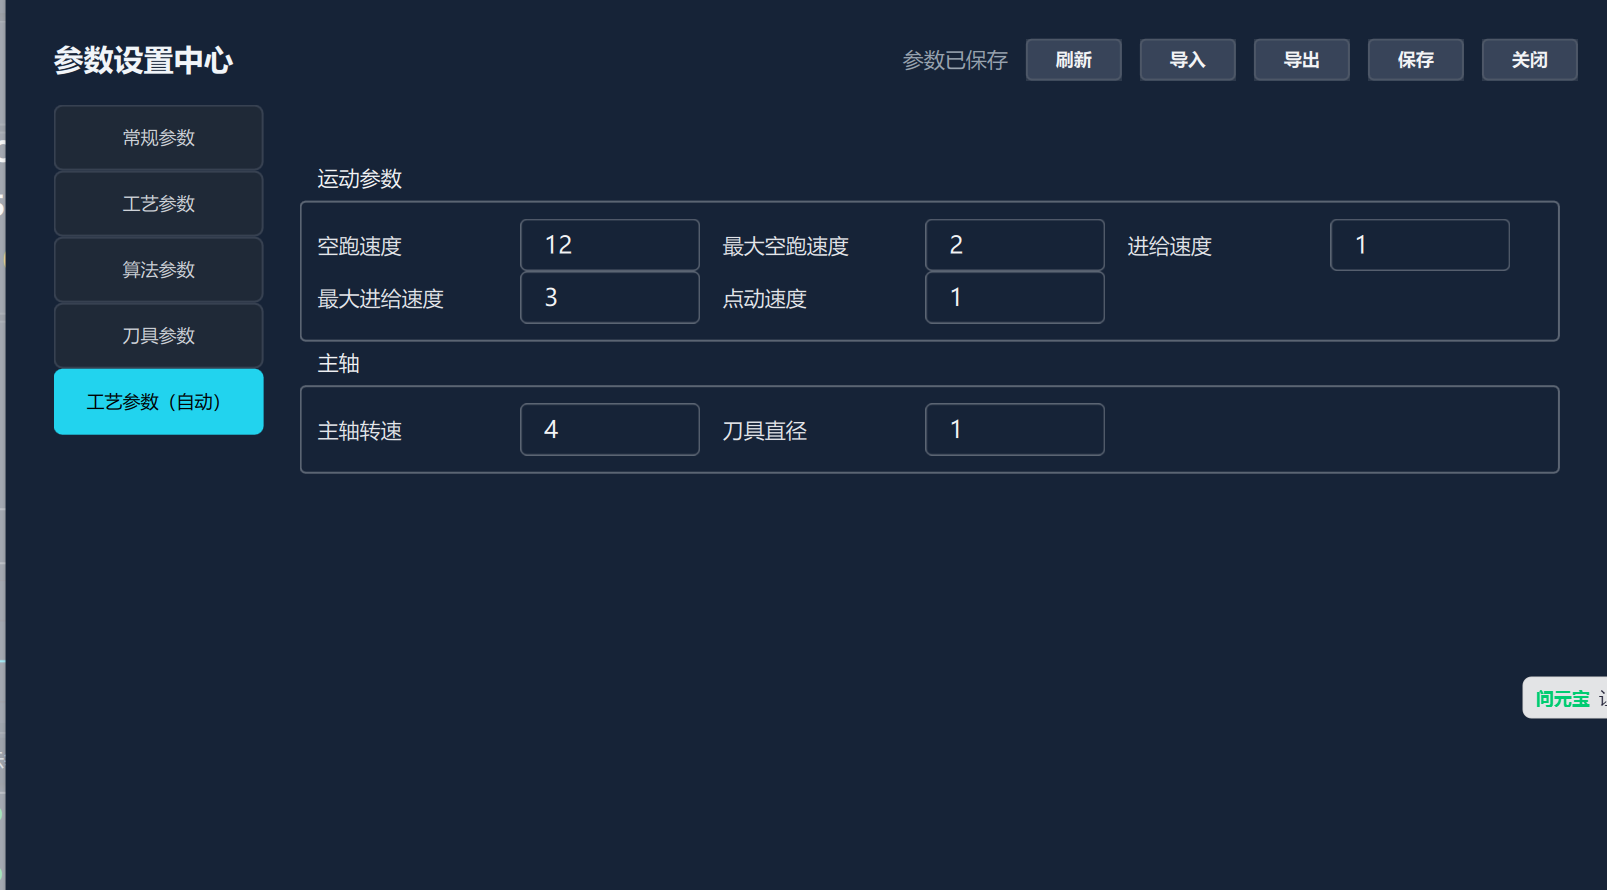 参数设置中心
参数已保存 刷新 导入 导出 保存 关闭
常规参数
工艺参数
算法参数
刀具参数
工艺参数（自动）
运动参数
空跑速度 12 最大空跑速度 2 进给速度 1
最大进给速度 3 点动速度 1
主轴
主轴转速 4 刀具直径 1
问元宝